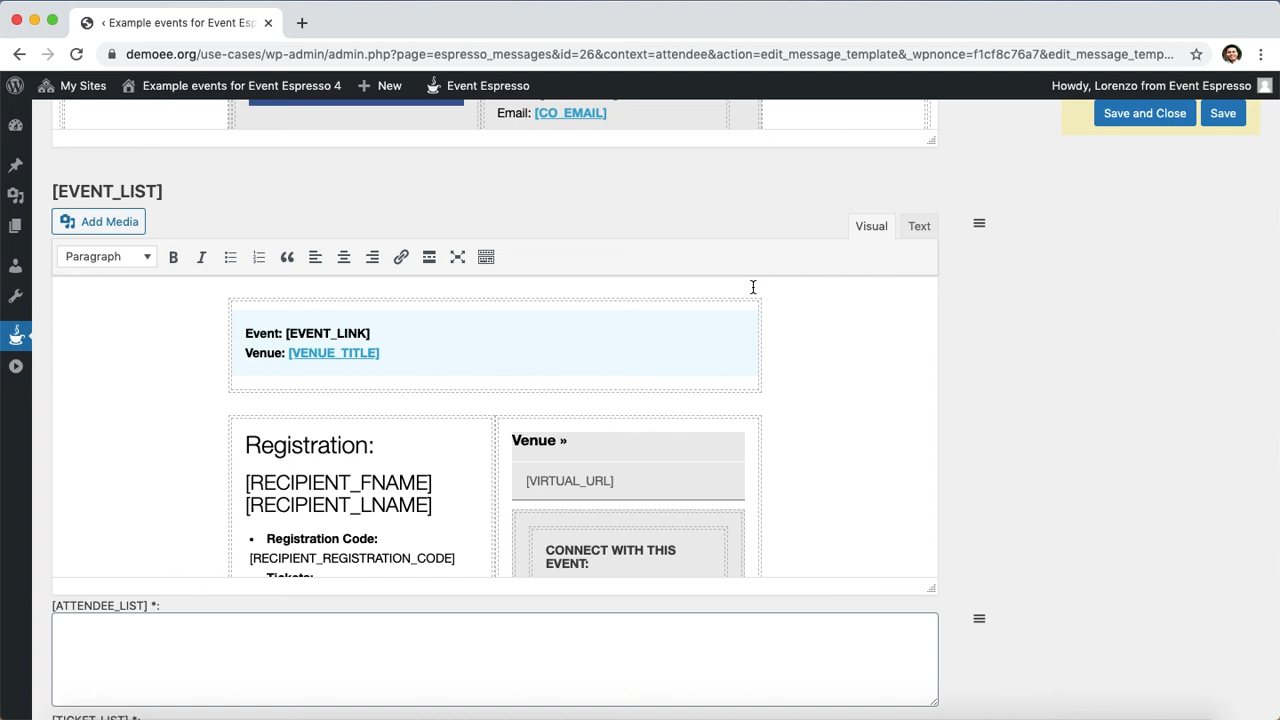 ‹ Example events for Event Esp
demoee.org/use-cases/wp-admin/admin.php?page=espresso_messages&id=26&context=attendee&action=edit_message_template&_wpnonce=f1cf8c76a7&edit_message_temp...
My Sites
Example events for Event Espresso 4
New
Event Espresso
Howdy, Lorenzo from Event Espresso
Email: [CO_EMAIL]
Save and Close
Save
[EVENT_LIST]
Add Media
Visual
Text
Paragraph
Event: [EVENT_LINK]
Venue: [VENUE_TITLE]
Registration:
[RECIPIENT_FNAME]
[RECIPIENT_LNAME]
• Registration Code:
[RECIPIENT_REGISTRATION_CODE]
Tickets:
Venue »
[VIRTUAL_URL]
CONNECT WITH THIS
EVENT:
[ATTENDEE_LIST] *:
[TICKET_LIST] *: